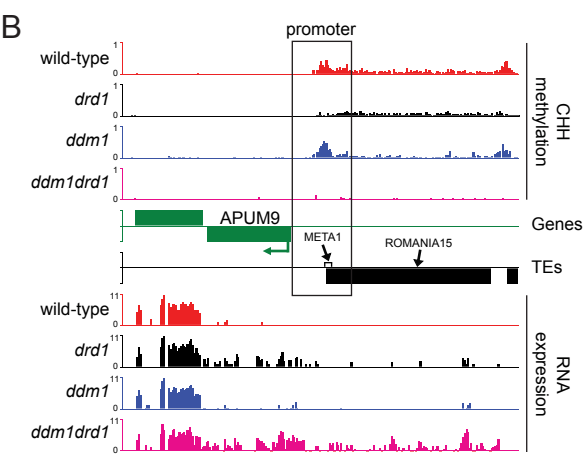 B
promoter
wild-type
1
0
drd1
1
0
ddm1
1
0
ddm1drd1
1
0
CHH
methylation
APUM9
Genes
META1
ROMANIA15
TEs
wild-type
11
0
drd1
11
0
ddm1
11
0
ddm1drd1
11
0
RNA
expression